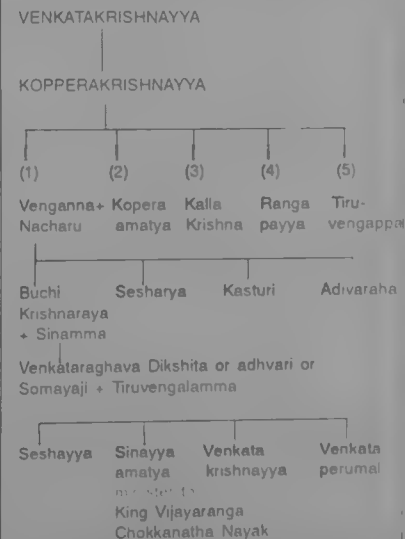 VENKATAKRISHNAYYA
KOPPERAKRISHNAYYA
(1) (2) (3) (4) (5)
Venganna+ Kopera Kalla Ranga Tiru-
Nacharu amatya Krishna payya vengappa
Buchi Sesharya Kasturi Adivaraha
Krishnaraya
+ Sinamma
Venkataraghava Dikshita or adhvari or
Somayaji + Tiruvengalamma
Seshayya Sinayya Venkata Venkata
amatya krishnayya perumal
minister to
King Vijayaranga
Chokkanatha Nayak